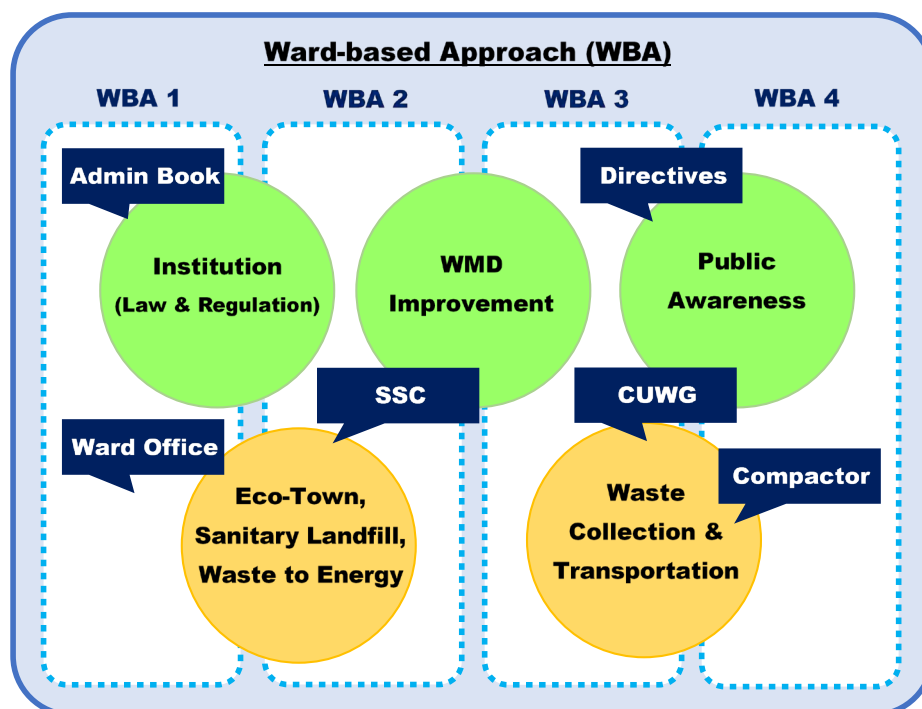 Ward-based Approach (WBA)
WBA 1
WBA 2
WBA 3
WBA 4
Admin Book
Directives
Institution
(Law & Regulation)
WMD
Improvement
Public
Awareness
SSC
CUWG
Ward Office
Compactor
Eco-Town,
Sanitary Landfill,
Waste to Energy
Waste
Collection &
Transportation